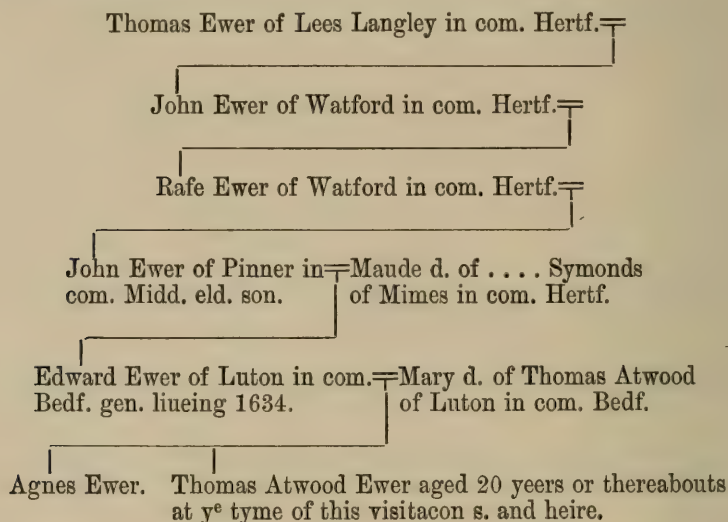 Thomas Ewer of Lees Langley in com. Hertf.
John Ewer of Watford in com. Hertf.
Rafe Ewer of Watford in com. Hertf.
John Ewer of Pinner in
com. Midd. eld. son.
Maude d. of .... Symonds
of Mimes in com. Hertf.
Edward Ewer of Luton in com.
Bedf. gen. liueing 1634.
Mary d. of Thomas Atwood
of Luton in com. Bedf.
Agnes Ewer.
Thomas Atwood Ewer aged 20 yeers or thereabouts
at yᵉ tyme of this visitacon s. and heire.